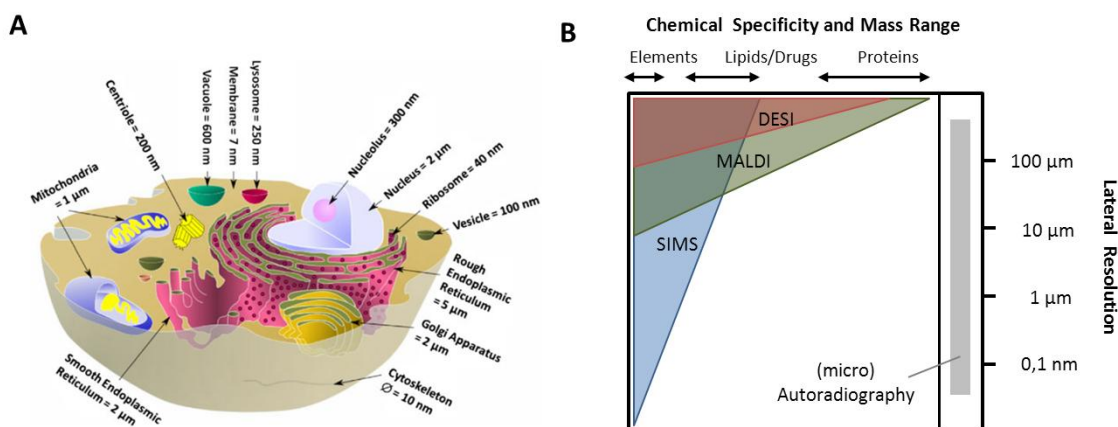 A
Mitochondria
= 1 µm
Centriole = 200 nm
Vacuole = 600 nm
Membrane = 7 nm
Lysosome = 250 nm
Nucleolus = 300 nm
Nucleus = 2 µm
Ribosome = 40 nm
Vesicle = 100 nm
Rough
Endoplasmic
Reticulum
= 5 µm
Golgi Apparatus
= 2 µm
Cytoskeleton
∅ = 10 nm
Smooth Endoplasmic
Reticulum = 2 µm
B
Chemical Specificity and Mass Range
Elements
Lipids/Drugs
Proteins
DESI
MALDI
SIMS
(micro)
Autoradiography
100 µm
10 µm
1 µm
0,1 nm
Lateral Resolution